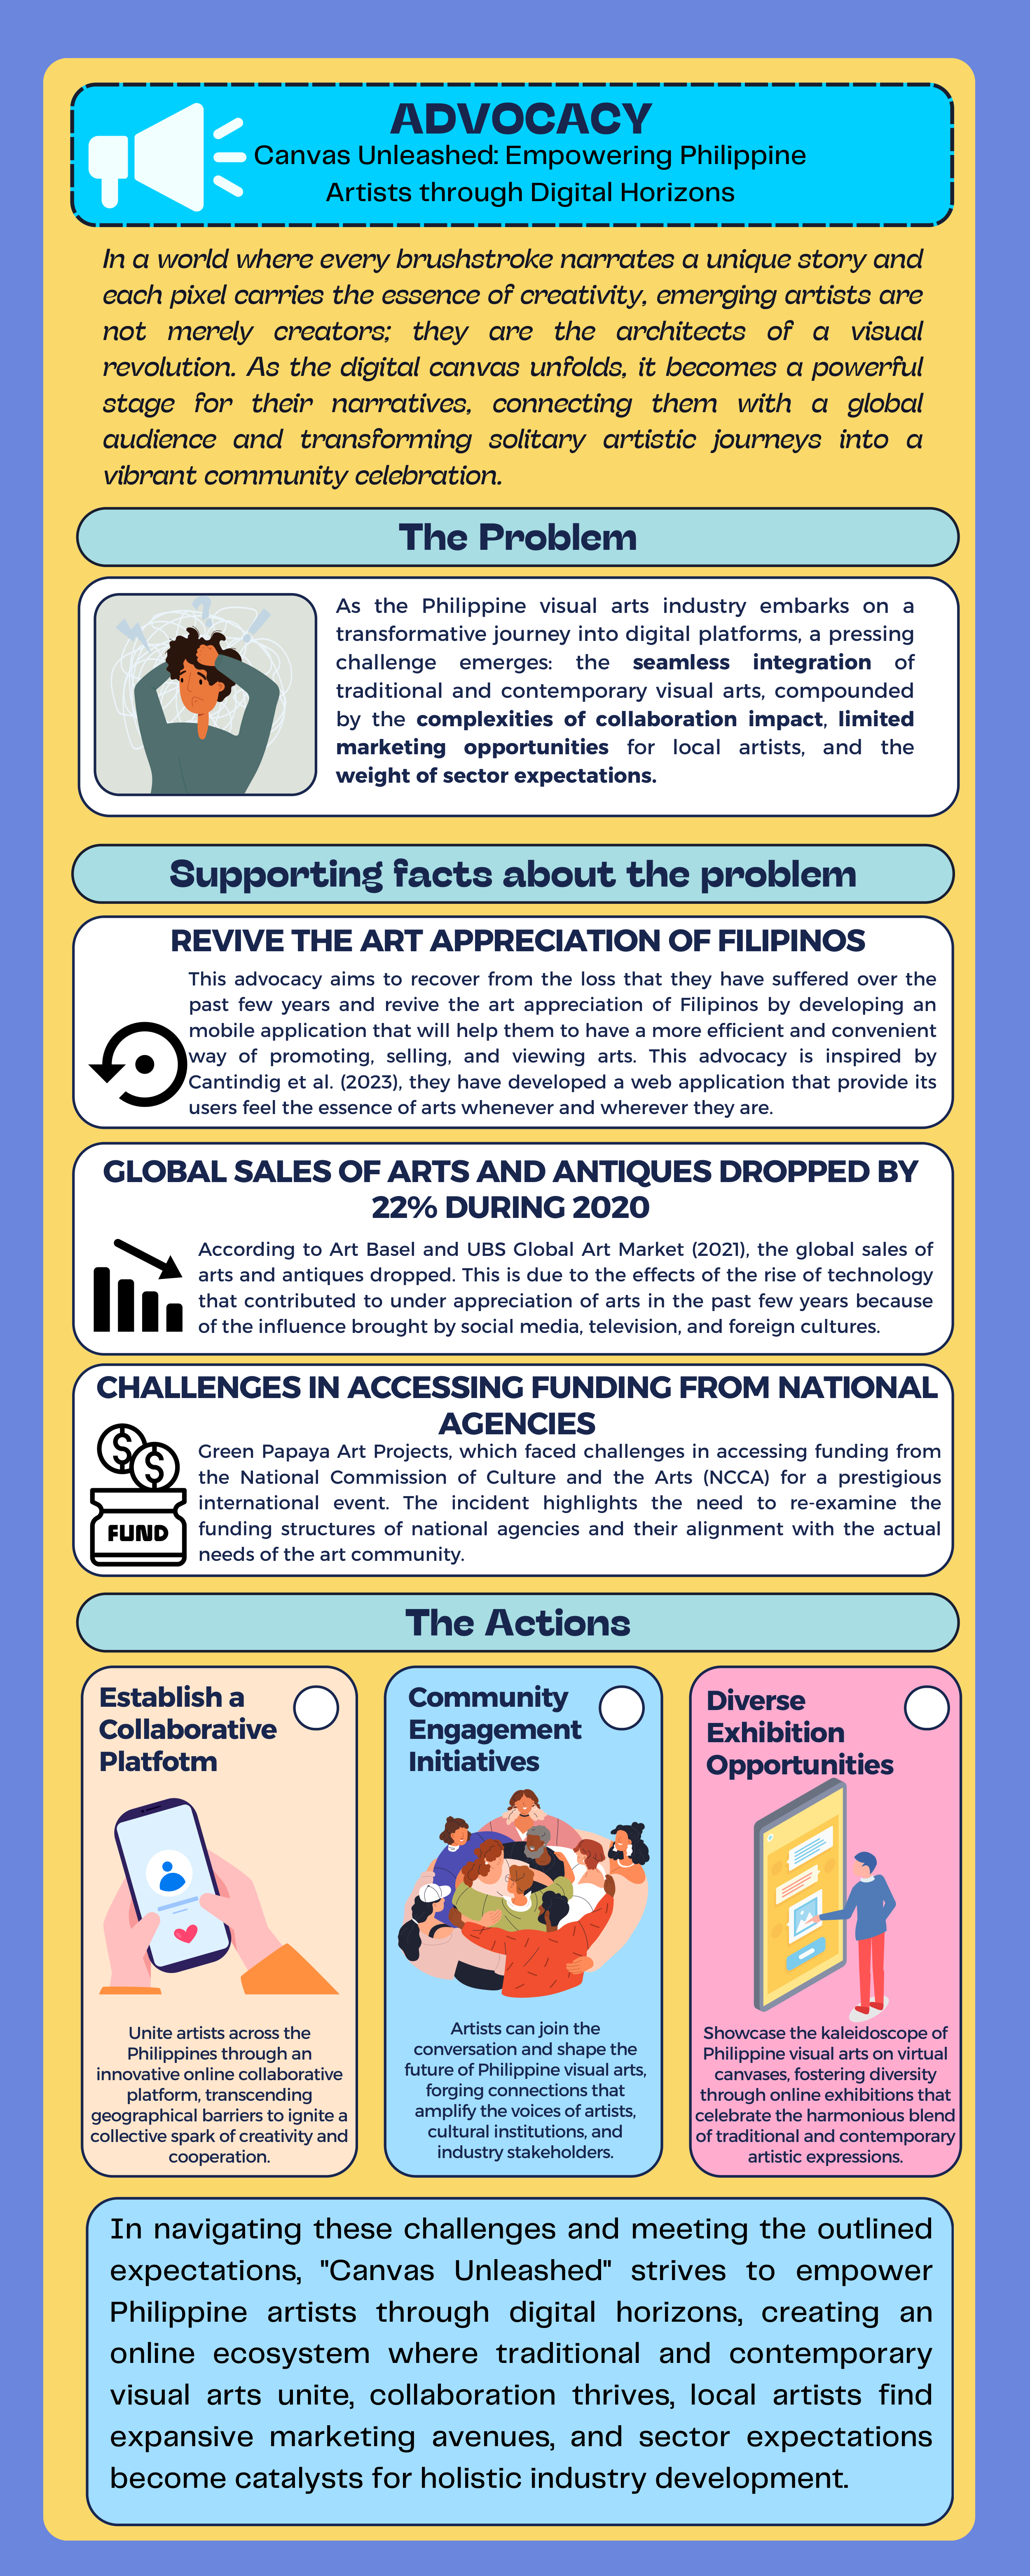 ADVOCACY
Canvas Unleashed: Empowering Philippine
Artists through Digital Horizons
In a world where every brushstroke narrates a unique story and
each pixel carries the essence of creativity, emerging artists are
not merely creators; they are the architects of a visual
revolution. As the digital canvas unfolds, it becomes a powerful
stage for their narratives, connecting them with a global
audience and transforming solitary artistic journeys into a
vibrant community celebration.
The Problem
As the Philippine visual arts industry embarks on a
transformative journey into digital platforms, a pressing
challenge emerges: the seamless integration of
traditional and contemporary visual arts, compounded
by the complexities of collaboration impact, limited
marketing opportunities for local artists, and the
weight of sector expectations.
Supporting facts about the problem
REVIVE THE ART APPRECIATION OF FILIPINOS
This advocacy aims to recover from the loss that they have suffered over the
past few years and revive the art appreciation of Filipinos by developing an
mobile application that will help them to have a more efficient and convenient
way of promoting, selling, and viewing arts. This advocacy is inspired by
Cantindig et al. (2023), they have developed a web application that provide its
users feel the essence of arts whenever and wherever they are.
GLOBAL SALES OF ARTS AND ANTIQUES DROPPED BY
22% DURING 2020
According to Art Basel and UBS Global Art Market (2021), the global sales of
arts and antiques dropped. This is due to the effects of the rise of technology
that contributed to under appreciation of arts in the past few years because
of the influence brought by social media, television, and foreign cultures.
CHALLENGES IN ACCESSING FUNDING FROM NATIONAL
AGENCIES
Green Papaya Art Projects, which faced challenges in accessing funding from
the National Commission of Culture and the Arts (NCCA) for a prestigious
international event. The incident highlights the need to re-examine the
funding structures of national agencies and their alignment with the actual
needs of the art community.
$
$
FUND
The Actions
Establish a
Collaborative
Platfotm
Unite artists across the
Philippines through an
innovative online collaborative
platform, transcending
geographical barriers to ignite a
collective spark of creativity and
cooperation.
Community
Engagement
Initiatives
Artists can join the
conversation and shape the
future of Philippine visual arts,
forging connections that
amplify the voices of artists,
cultural institutions, and
industry stakeholders.
Diverse
Exhibition
Opportunities
Showcase the kaleidoscope of
Philippine visual arts on virtual
canvases, fostering diversity
through online exhibitions that
celebrate the harmonious blend
of traditional and contemporary
artistic expressions.
In navigating these challenges and meeting the outlined
expectations, "Canvas Unleashed" strives to empower
Philippine artists through digital horizons, creating an
online ecosystem where traditional and contemporary
visual arts unite, collaboration thrives, local artists find
expansive marketing avenues, and sector expectations
become catalysts for holistic industry development.